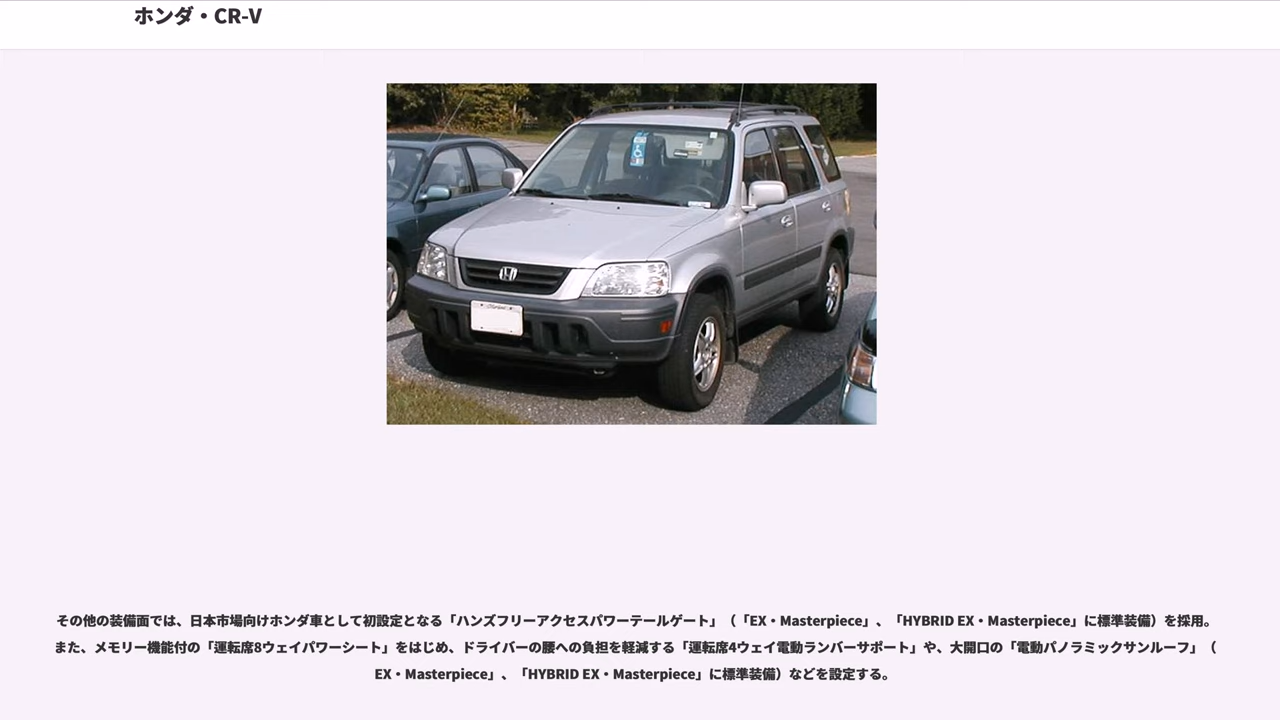 ホンダ・CR-V
その他の装備面では、日本市場向けホンダ車として初設定となる「ハンズフリーアクセスパワーテールゲート」（「EX・Masterpiece」、「HYBRID EX・Masterpiece」に標準装備）を採用。
また、メモリー機能付の「運転席8ウェイパワーシート」をはじめ、ドライバーの腰への負担を軽減する「運転席4ウェイ電動ランバーサポート」や、大開口の「電動パノラミックサンルーフ」（
EX・Masterpiece」、「HYBRID EX・Masterpiece」に標準装備）などを設定する。